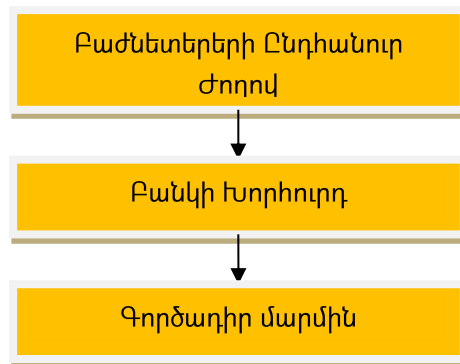 Բաժնետերերի Ընդհանուր
Ժողով
Բանկի Խորհուրդ
Գործադիր մարմին